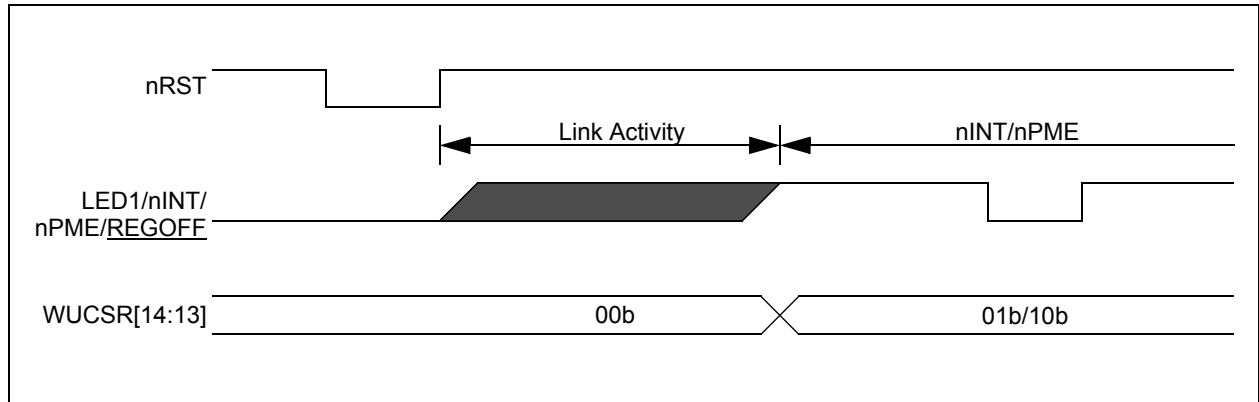 nRST
Link Activity
nINT/nPME
LED1/nINT/
nPME/REGOFF
WUCSR[14:13]
00b
01b/10b